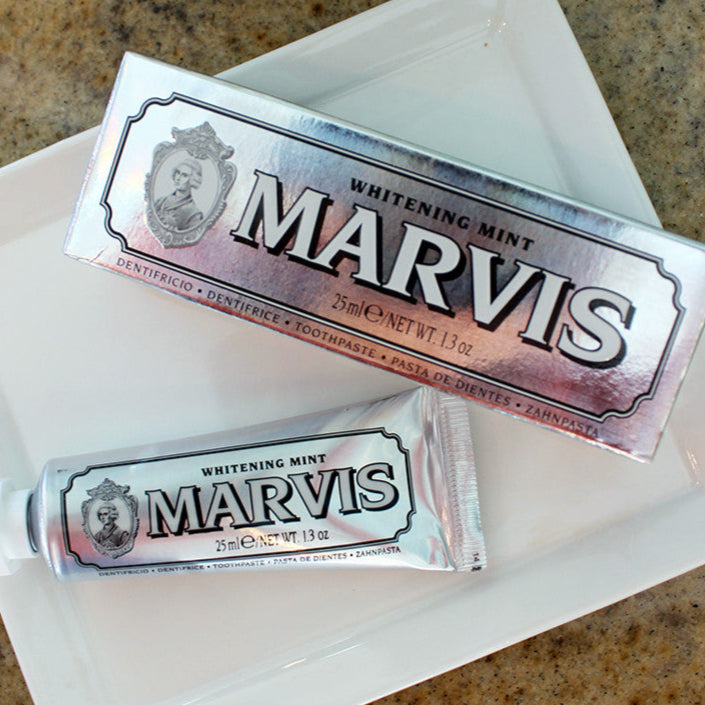 WHITENING MINT
MARVIS
25ml ℮/NET WT. 1.3 oz
DENTIFRICIO • DENTIFRICE • TOOTHPASTE • PASTA DE DIENTES • ZAHNPASTA
WHITENING MINT
MARVIS
25ml ℮/NET WT. 1.3 oz
DENTIFRICIO • DENTIFRICE • TOOTHPASTE • PASTA DE DIENTES • ZAHNPASTA